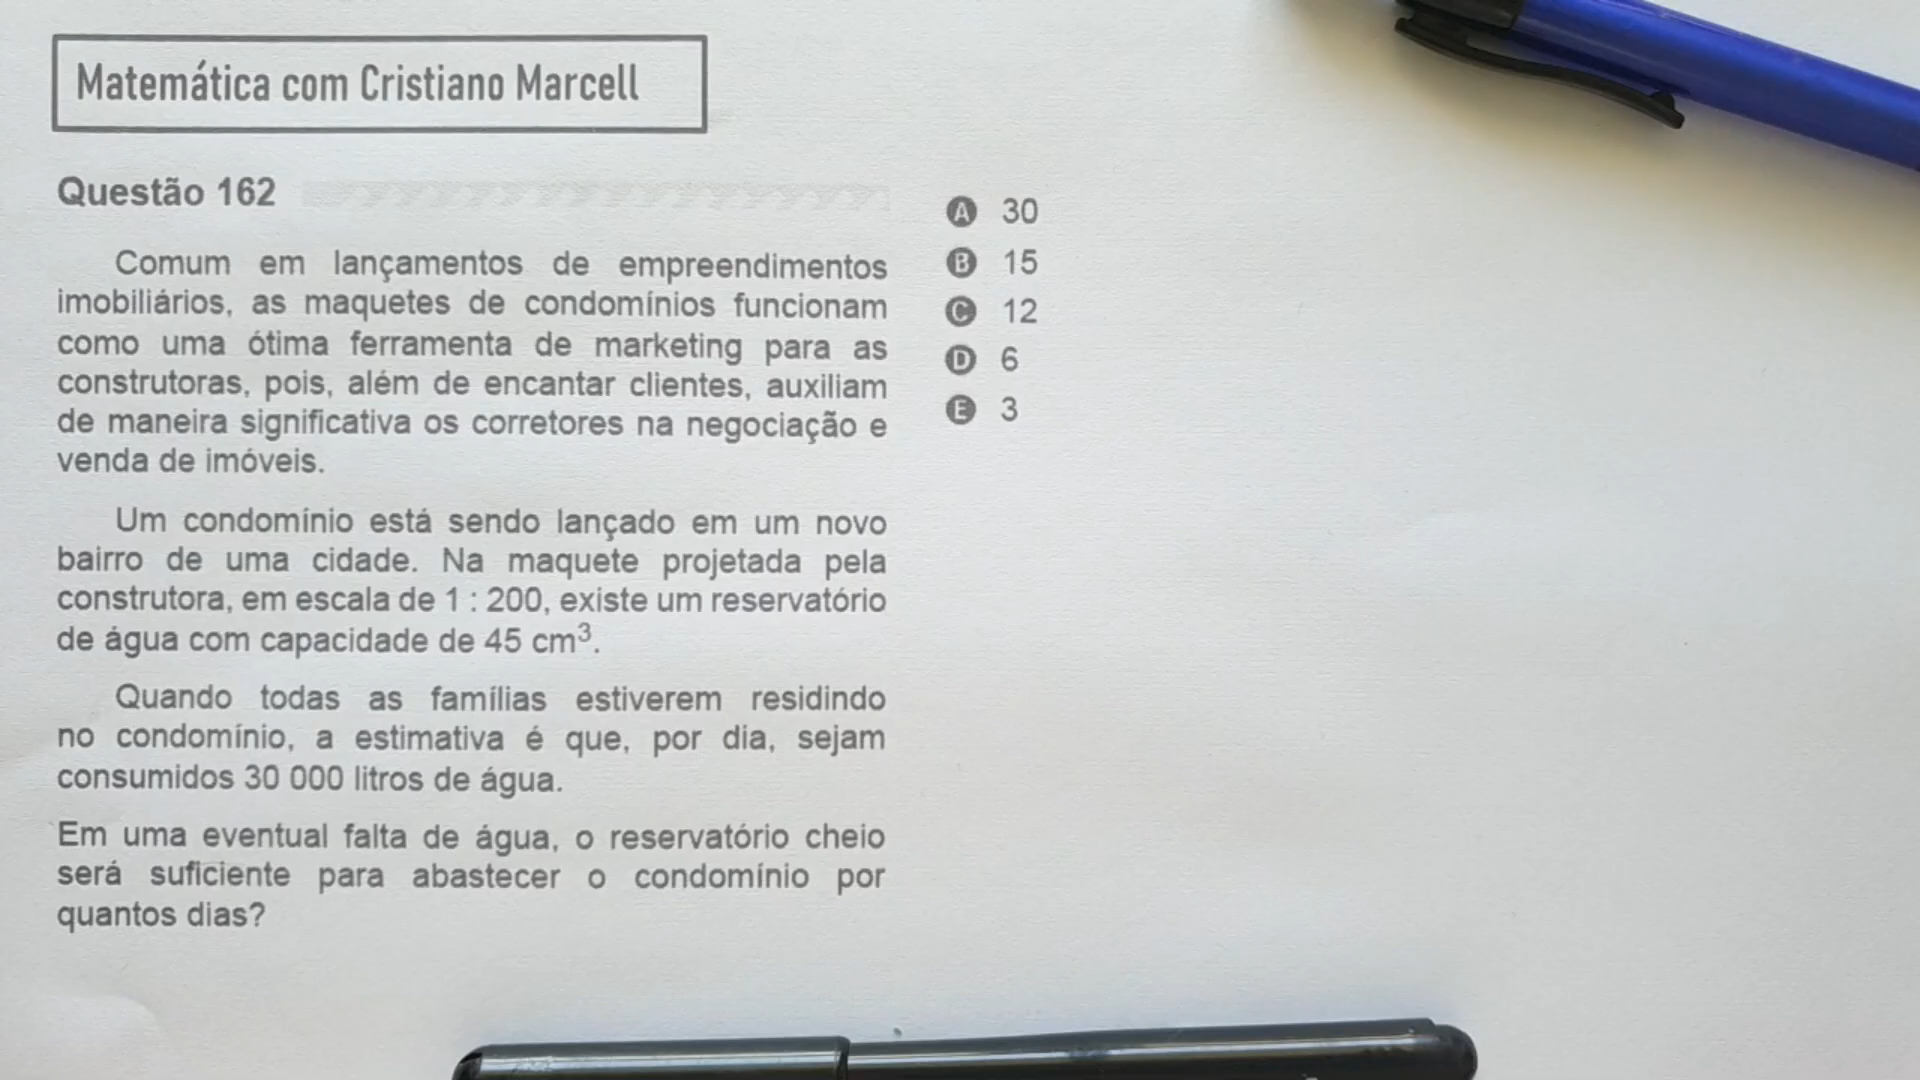 Matemática com Cristiano Marcell
Questão 162
Comum em lançamentos de empreendimentos
imobiliários, as maquetes de condomínios funcionam
como uma ótima ferramenta de marketing para as
construtoras, pois, além de encantar clientes, auxiliam
de maneira significativa os corretores na negociação e
venda de imóveis.
Um condomínio está sendo lançado em um novo
bairro de uma cidade. Na maquete projetada pela
construtora, em escala de 1 : 200, existe um reservatório
de água com capacidade de 45 cm³.
Quando todas as famílias estiverem residindo
no condomínio, a estimativa é que, por dia, sejam
consumidos 30 000 litros de água.
Em uma eventual falta de água, o reservatório cheio
será suficiente para abastecer o condomínio por
quantos dias?
A 30
B 15
C 12
D 6
E 3